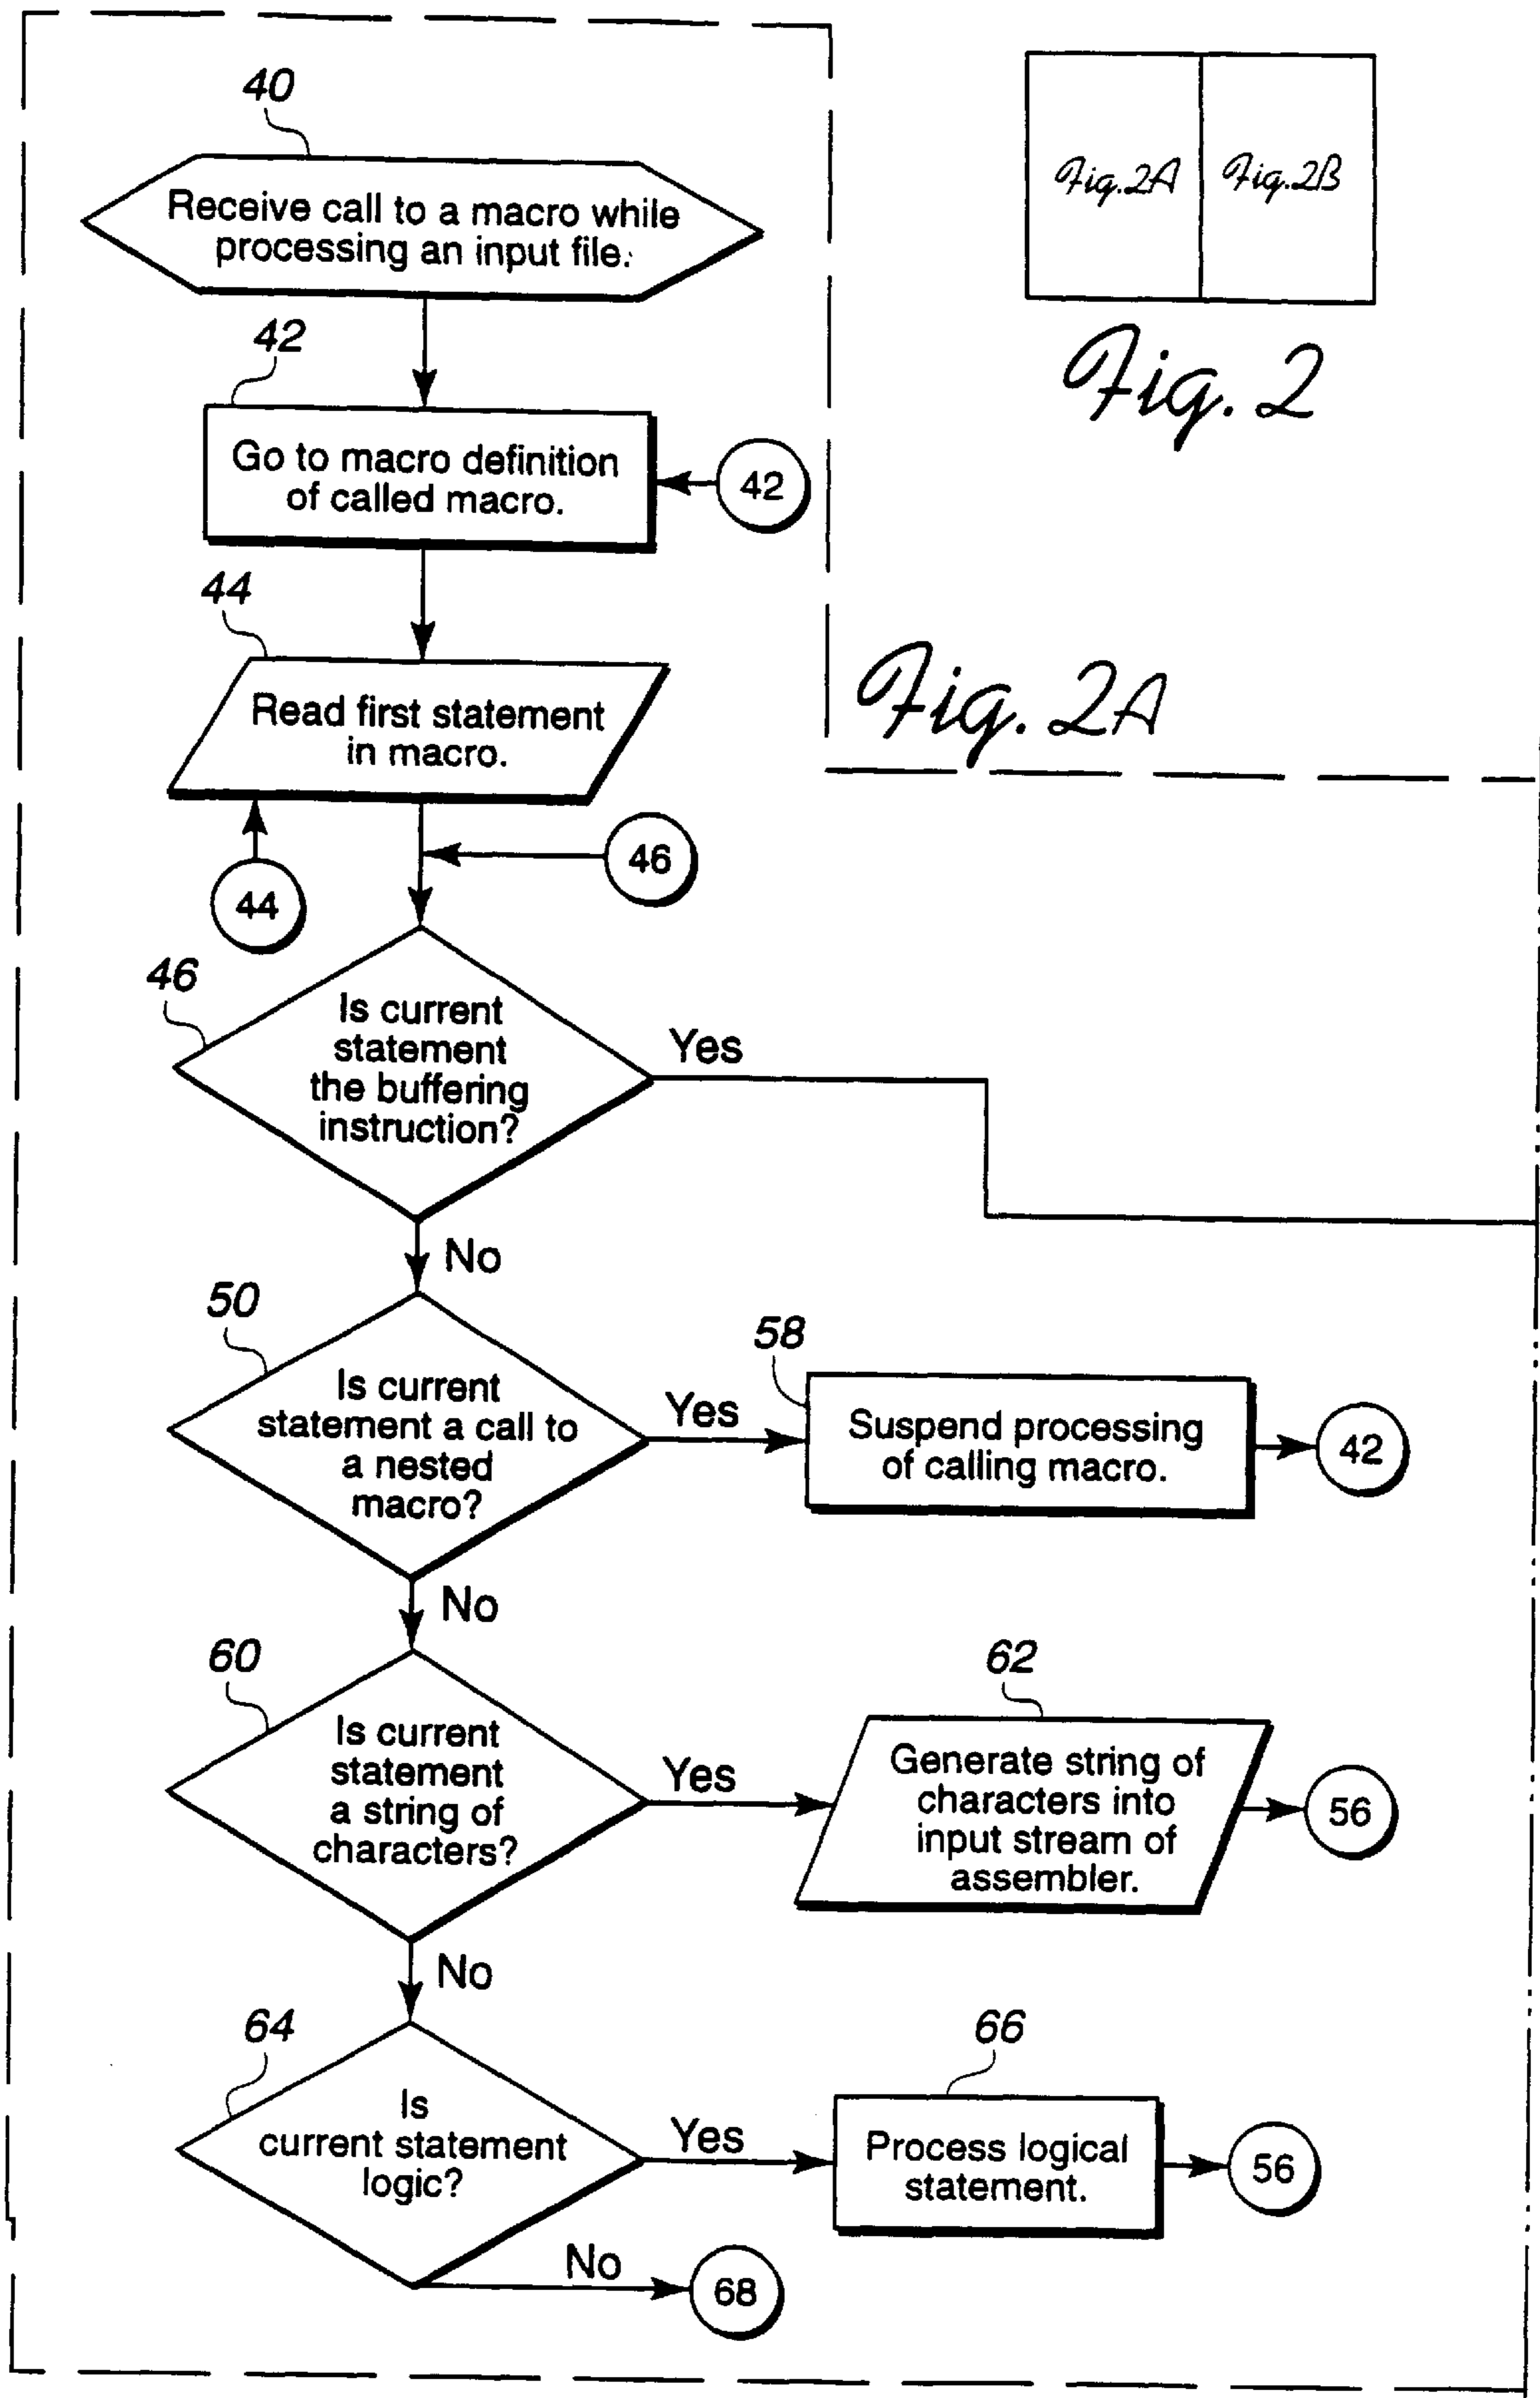 40
Receive call to a macro while
processing an input file.
Fig. 2A
Fig. 2B
Fig. 2
42
Go to macro definition
of called macro.
42
44
Read first statement
in macro.
Fig. 2A
44
46
46
Is current
statement
the buffering
instruction?
Yes
No
50
Is current
statement a call to
a nested
macro?
Yes
58
Suspend processing
of calling macro.
42
No
60
Is current
statement
a string of
characters?
Yes
62
Generate string of
characters into
input stream of
assembler.
56
No
64
Is
current statement
logic?
Yes
66
Process logical
statement.
56
No
68